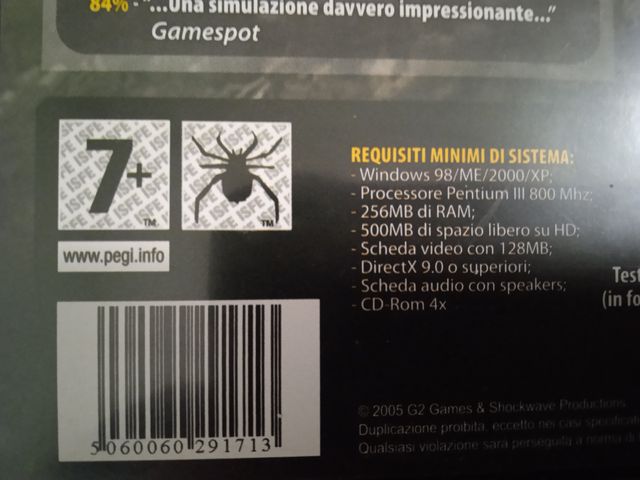 84% - "...Una simulazione davvero impressionante..."
Gamespot
7+
ISFE
TM
TM
www.pegi.info
REQUISITI MINIMI DI SISTEMA:
- Windows 98/ME/2000/XP;
- Processore Pentium III 800 Mhz;
- 256MB di RAM;
- 500MB di spazio libero su HD;
- Scheda video con 128MB;
- DirectX 9.0 o superiori;
- Scheda audio con speakers;
- CD-Rom 4x
Test
(in fo
5 060060 291713
© 2005 G2 Games & Shockwave Productions.
Duplicazione proibita, eccetto nei casi specificat
Qualsiasi violazione sarà perseguita a norma di